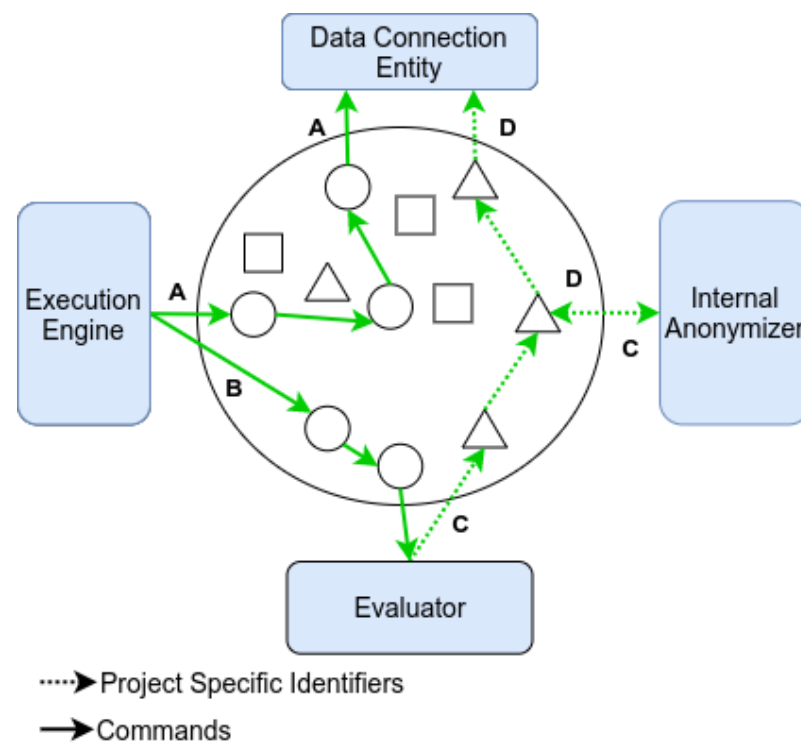 Data Connection
Entity
A
D
Execution
Engine
A
D
Internal
Anonymizer
C
B
C
Evaluator
Project Specific Identifiers
Commands